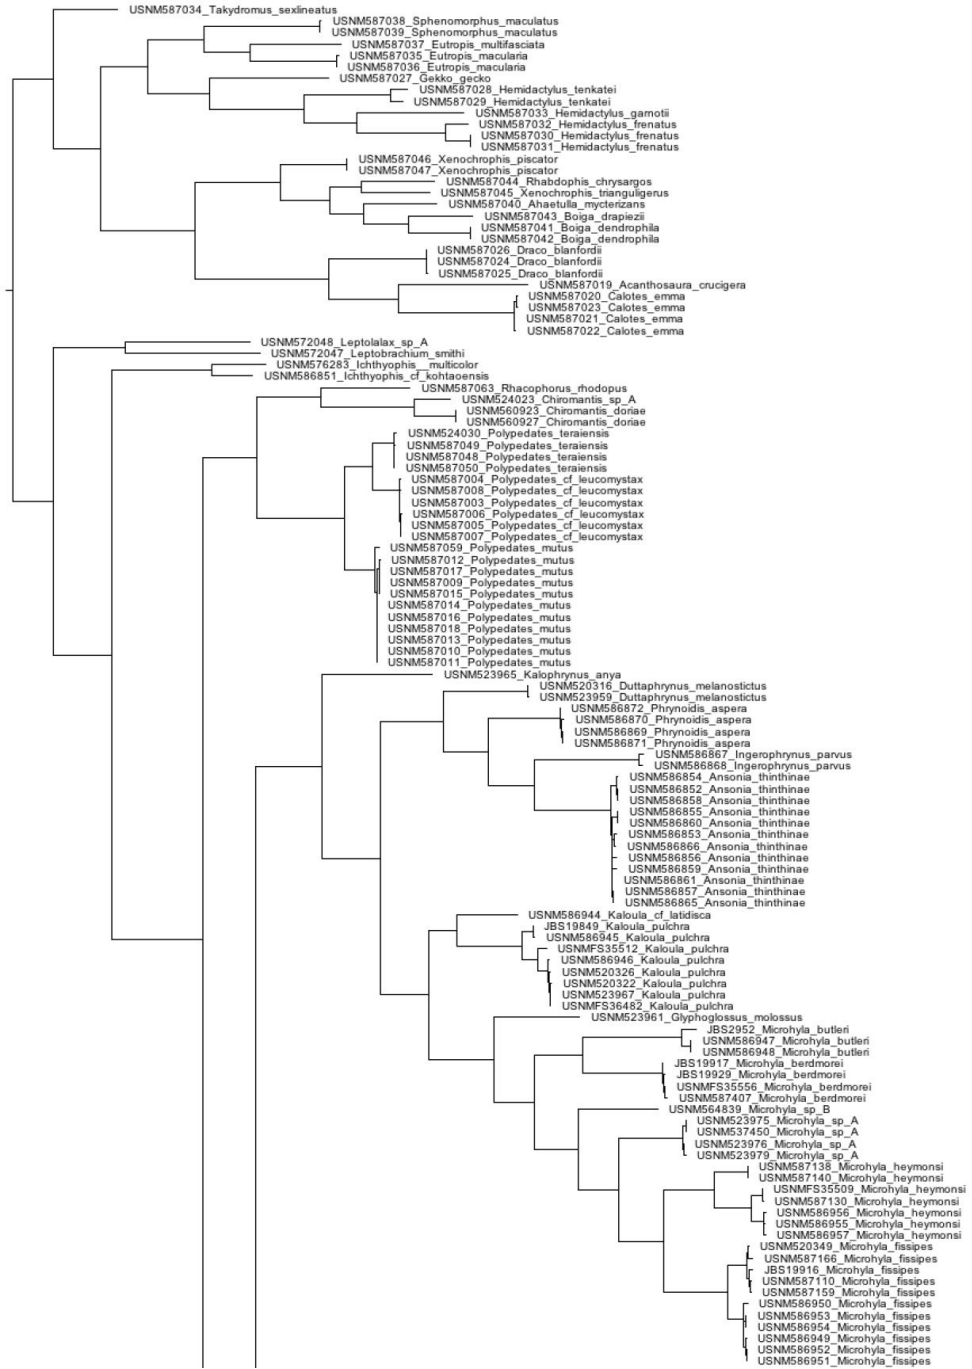 USNM587034_Takydromus_sexlineatus
USNM587038_Sphenomorphus_maculatus
USNM587039_Sphenomorphus_maculatus
USNM587037_Eutropis_multifasciata
USNM587035_Eutropis_macularia
USNM587036_Eutropis_macularia
USNM587027_Gekko_gecko
USNM587028_Hemidactylus_tenkatei
USNM587029_Hemidactylus_tenkatei
USNM587033_Hemidactylus_garnotii
USNM587032_Hemidactylus_frenatus
USNM587030_Hemidactylus_frenatus
USNM587031_Hemidactylus_frenatus
USNM587046_Xenochrophis_piscator
USNM587047_Xenochrophis_piscator
USNM587044_Rhabdophis_chrysargos
USNM587045_Xenochrophis_trianguligerus
USNM587040_Ahaetulla_mycterizans
USNM587043_Boiga_drapiezii
USNM587041_Boiga_dendrophila
USNM587042_Boiga_dendrophila
USNM587026_Draco_blanfordii
USNM587024_Draco_blanfordii
USNM587025_Draco_blanfordii
USNM587019_Acanthosaura_crucigera
USNM587020_Calotes_emma
USNM587023_Calotes_emma
USNM587021_Calotes_emma
USNM587022_Calotes_emma
USNM572048_Leptolalax_sp_A
USNM572047_Leptobrachium_smithi
USNM576283_Ichthyophis__multicolor
USNM586851_Ichthyophis_cf_kohtaoensis
USNM587063_Rhacophorus_rhodopus
USNM524023_Chiromantis_sp_A
USNM560923_Chiromantis_doriae
USNM560927_Chiromantis_doriae
USNM524030_Polypedates_teraiensis
USNM587049_Polypedates_teraiensis
USNM587048_Polypedates_teraiensis
USNM587050_Polypedates_teraiensis
USNM587004_Polypedates_cf_leucomystax
USNM587008_Polypedates_cf_leucomystax
USNM587003_Polypedates_cf_leucomystax
USNM587006_Polypedates_cf_leucomystax
USNM587005_Polypedates_cf_leucomystax
USNM587007_Polypedates_cf_leucomystax
USNM587059_Polypedates_mutus
USNM587012_Polypedates_mutus
USNM587017_Polypedates_mutus
USNM587009_Polypedates_mutus
USNM587015_Polypedates_mutus
USNM587014_Polypedates_mutus
USNM587016_Polypedates_mutus
USNM587018_Polypedates_mutus
USNM587013_Polypedates_mutus
USNM587010_Polypedates_mutus
USNM587011_Polypedates_mutus
USNM523965_Kalophrynus_anya
USNM520316_Duttaphrynus_melanostictus
USNM523959_Duttaphrynus_melanostictus
USNM586872_Phrynoidis_aspera
USNM586870_Phrynoidis_aspera
USNM586869_Phrynoidis_aspera
USNM586871_Phrynoidis_aspera
USNM586867_Ingerophrynus_parvus
USNM586868_Ingerophrynus_parvus
USNM586854_Ansonia_thinthinae
USNM586852_Ansonia_thinthinae
USNM586858_Ansonia_thinthinae
USNM586855_Ansonia_thinthinae
USNM586860_Ansonia_thinthinae
USNM586853_Ansonia_thinthinae
USNM586866_Ansonia_thinthinae
USNM586856_Ansonia_thinthinae
USNM586859_Ansonia_thinthinae
USNM586861_Ansonia_thinthinae
USNM586857_Ansonia_thinthinae
USNM586865_Ansonia_thinthinae
USNM586944_Kaloula_cf_latidisca
JBS19849_Kaloula_pulchra
USNM586945_Kaloula_pulchra
USNMFS35512_Kaloula_pulchra
USNM586946_Kaloula_pulchra
USNM520326_Kaloula_pulchra
USNM520322_Kaloula_pulchra
USNM523967_Kaloula_pulchra
USNMFS36482_Kaloula_pulchra
USNM523961_Glyphoglossus_molossus
JBS2952_Microhyla_butleri
USNM586947_Microhyla_butleri
USNM586948_Microhyla_butleri
JBS19917_Microhyla_berdmorei
JBS19929_Microhyla_berdmorei
USNMFS35556_Microhyla_berdmorei
USNM587407_Microhyla_berdmorei
USNM564839_Microhyla_sp_B
USNM523975_Microhyla_sp_A
USNM537450_Microhyla_sp_A
USNM523976_Microhyla_sp_A
USNM523979_Microhyla_sp_A
USNM587138_Microhyla_heymonsi
USNM587140_Microhyla_heymonsi
USNMFS35509_Microhyla_heymonsi
USNM587130_Microhyla_heymonsi
USNM586956_Microhyla_heymonsi
USNM586955_Microhyla_heymonsi
USNM586957_Microhyla_heymonsi
USNM520349_Microhyla_fissipes
USNM587166_Microhyla_fissipes
JBS19916_Microhyla_fissipes
USNM587110_Microhyla_fissipes
USNM587159_Microhyla_fissipes
USNM586950_Microhyla_fissipes
USNM586953_Microhyla_fissipes
USNM586954_Microhyla_fissipes
USNM586949_Microhyla_fissipes
USNM586952_Microhyla_fissipes
USNM586951_Microhyla_fissipes